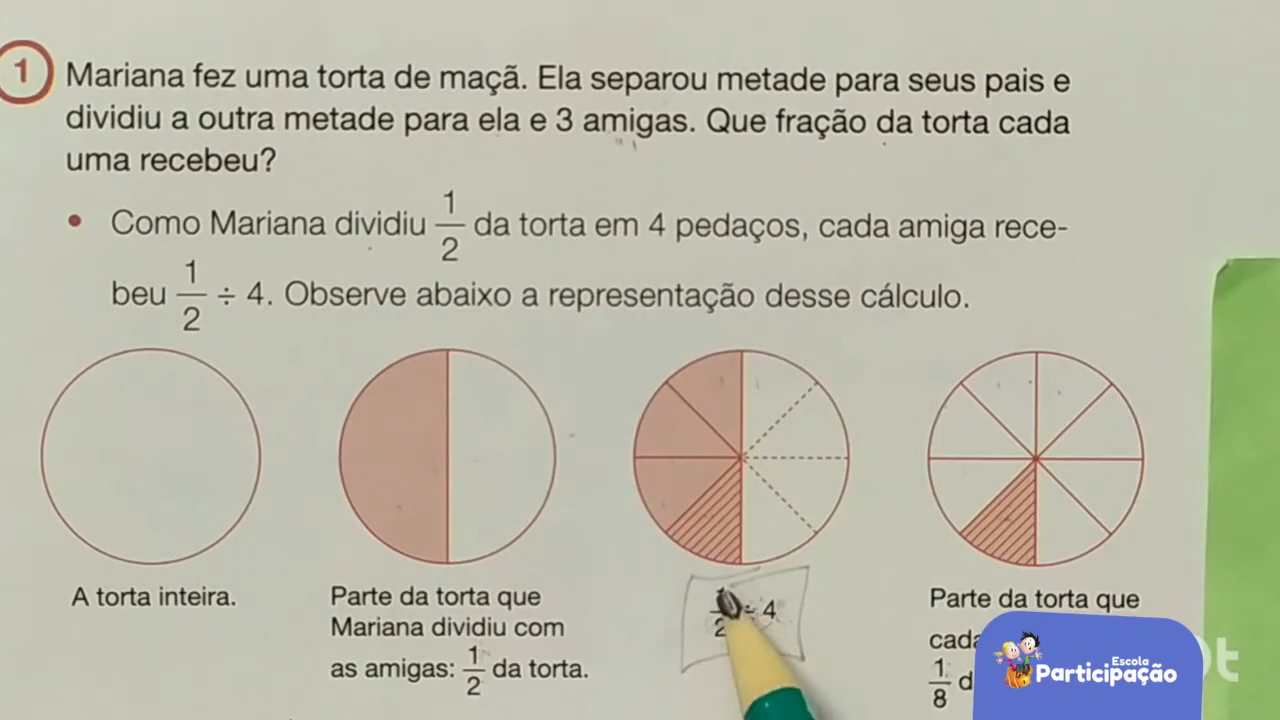 1
Mariana fez uma torta de maçã. Ela separou metade para seus pais e
dividiu a outra metade para ela e 3 amigas. Que fração da torta cada
uma recebeu?
• Como Mariana dividiu 1/2 da torta em 4 pedaços, cada amiga rece-
beu 1/2 ÷ 4. Observe abaixo a representação desse cálculo.
A torta inteira.
Parte da torta que
Mariana dividiu com
as amigas: 1/2 da torta.
÷ 4
2
Parte da torta que
1/8
Escola
Participação